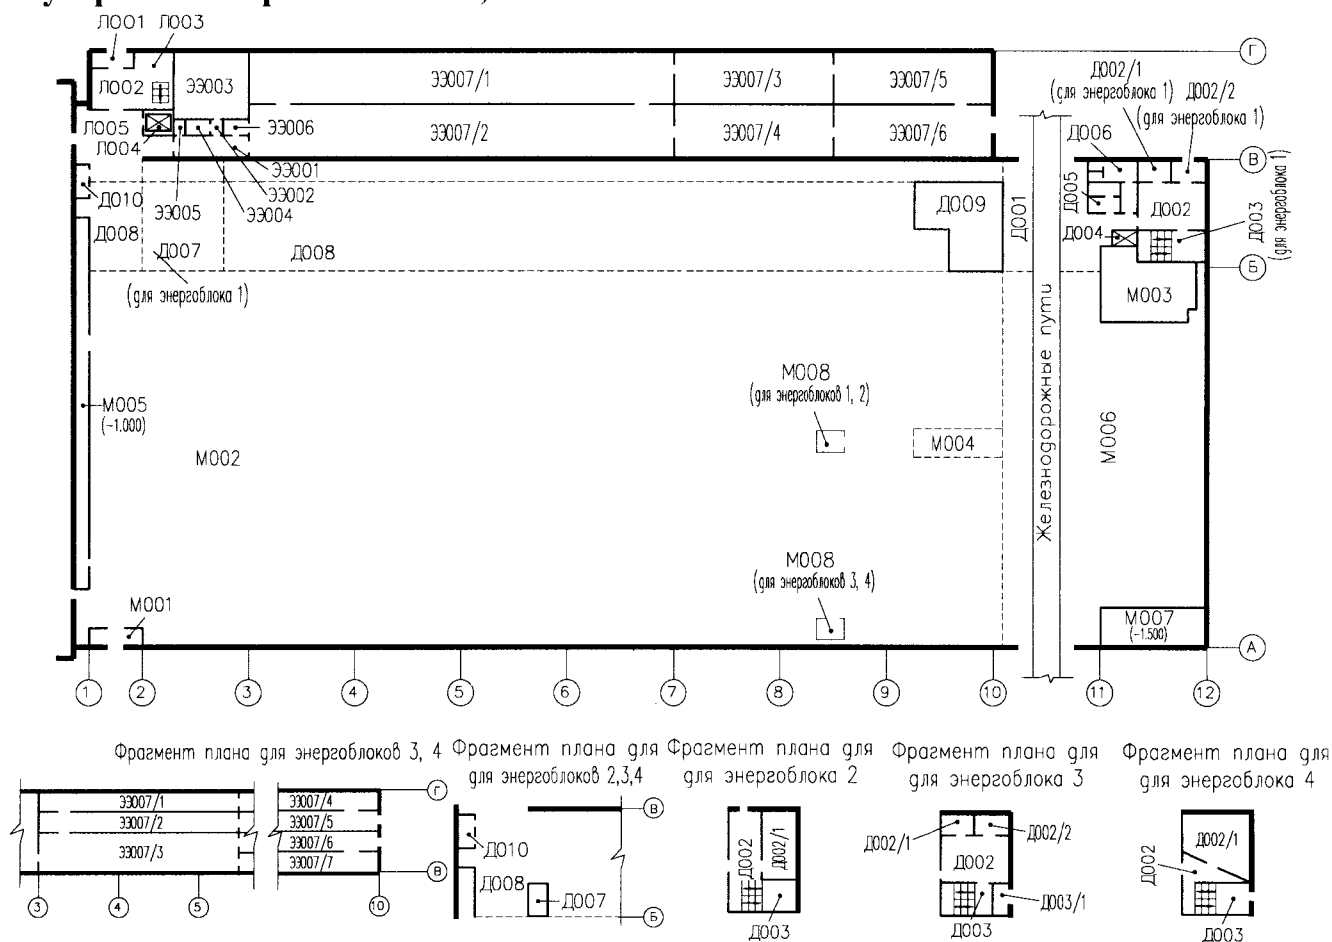 Л001 Л003
Л002
ЭЭ003
ЭЭ007/1
ЭЭ007/3
ЭЭ007/5
Г
Д002/1
(для энергоблока 1)
Д002/2
(для энергоблока 1)
Л005
Л004
ЭЭ006
ЭЭ007/2
ЭЭ007/4
ЭЭ007/6
Д006
В
ЭЭ001
ЭЭ002
ЭЭ004
ЭЭ005
Д010
Д009
Д001
Д005
Д002
Д003
(для энергоблока 1)
Д004
Д008
Д007
(для энергоблока 1)
Д008
Б
М003
Железнодорожные пути
М008
(для энергоблоков 1, 2)
М005
(-1.000)
М002
М004
М006
М008
(для энергоблоков 3, 4)
М001
М007
(-1.500)
А
1 2 3 4 5 6 7 8 9 10 11 12
Фрагмент плана для энергоблоков 3, 4
ЭЭ007/1
ЭЭ007/2
ЭЭ007/3
ЭЭ007/4
ЭЭ007/5
ЭЭ007/6
ЭЭ007/7
Г
В
3 4 5 10
Фрагмент плана для
для энергоблоков 2,3,4
В
Д010
Д008
Д007
Б
Фрагмент плана для
для энергоблока 2
Д002
Д002/1
Д003
Фрагмент плана для
для энергоблока 3
Д002/1
Д002/2
Д002
Д003/1
Д003
Фрагмент плана для
для энергоблока 4
Д002/1
Д002
Д003